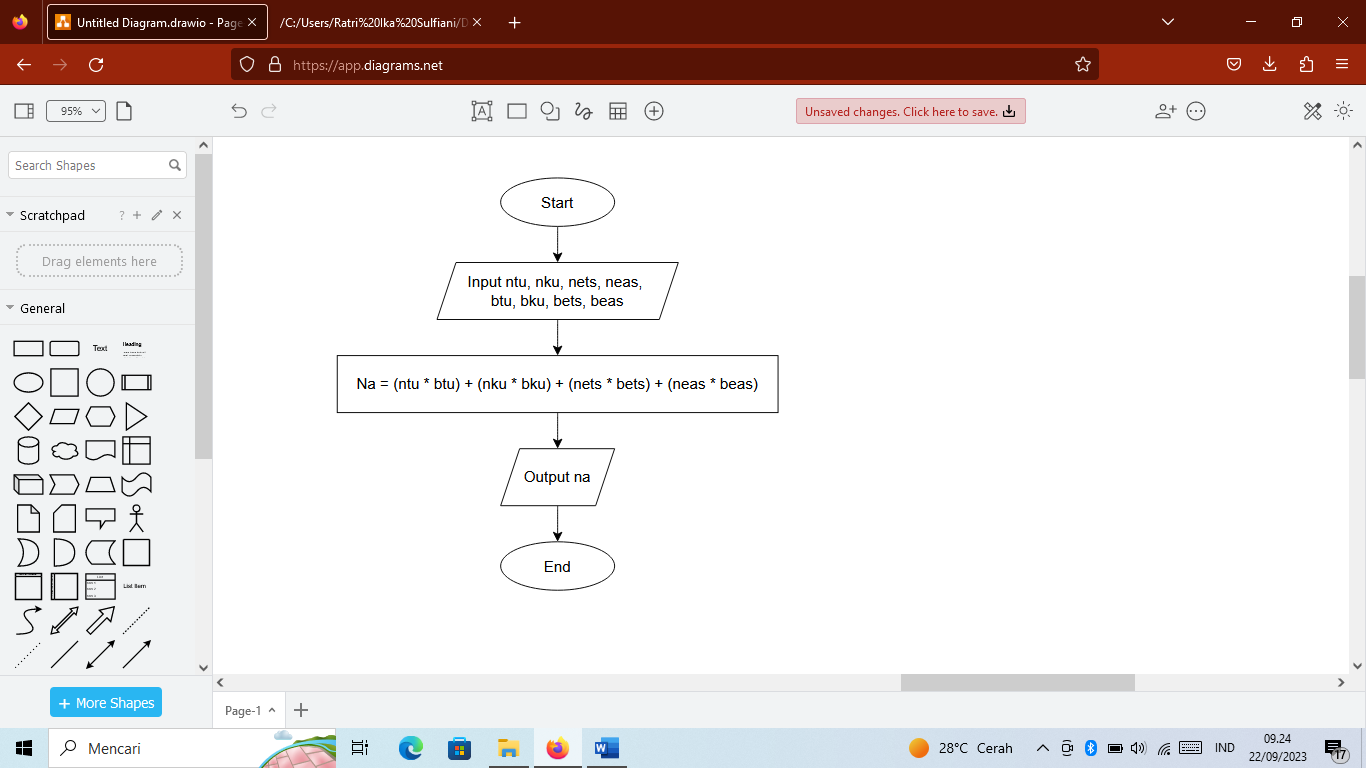 Untitled Diagram.drawio - Page
/C:/Users/Ratri%20Ika%20Sulfiani/D
https://app.diagrams.net
95%
Unsaved changes. Click here to save.
Search Shapes
Scratchpad
?
Drag elements here
General
Text
Heading
List Item
More Shapes
Start
Input ntu, nku, nets, neas,
btu, bku, bets, beas
Na = (ntu * btu) + (nku * bku) + (nets * bets) + (neas * beas)
Output na
End
Page-1
Mencari
28°C Cerah
IND
09.24
22/09/2023
17